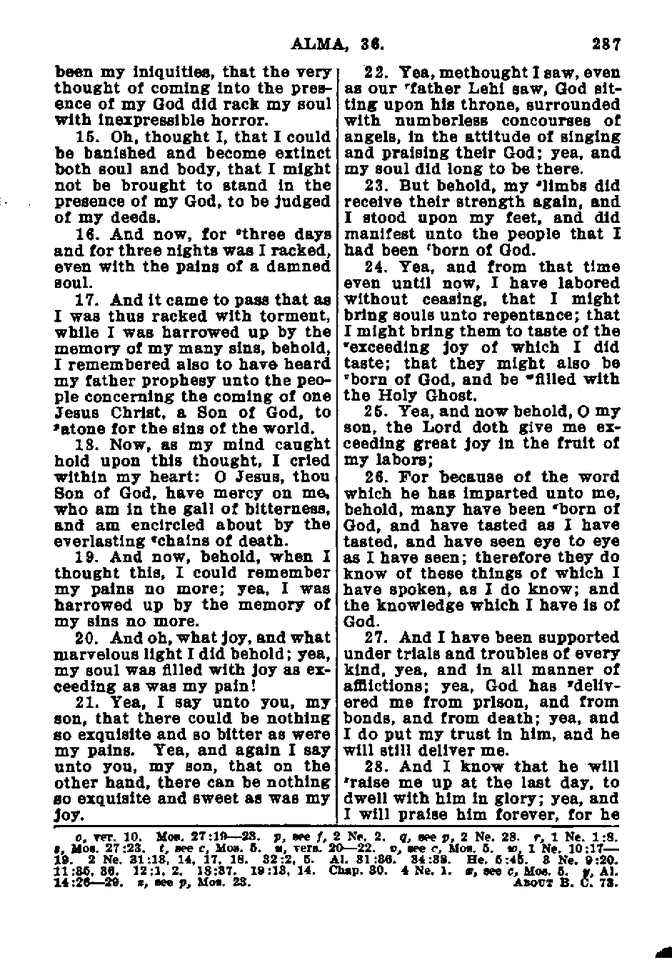 ALMA, 36. 287
been my iniquities, that the very
thought of coming into the pres-
ence of my God did rack my soul
with inexpressible horror.
15. Oh, thought I, that I could
be banished and become extinct
both soul and body, that I might
not be brought to stand in the
presence of my God, to be judged
of my deeds.
16. And now, for °three days
and for three nights was I racked,
even with the pains of a damned
soul.
17. And it came to pass that as
I was thus racked with torment,
while I was harrowed up by the
memory of my many sins, behold,
I remembered also to have heard
my father prophesy unto the peo-
ple concerning the coming of one
Jesus Christ, a Son of God, to
ᵖatone for the sins of the world.
18. Now, as my mind caught
hold upon this thought, I cried
within my heart: O Jesus, thou
Son of God, have mercy on me,
who am in the gall of bitterness,
and am encircled about by the
everlasting qchains of death.
19. And now, behold, when I
thought this, I could remember
my pains no more; yea, I was
harrowed up by the memory of
my sins no more.
20. And oh, what joy, and what
marvelous light I did behold; yea,
my soul was filled with joy as ex-
ceeding as was my pain!
21. Yea, I say unto you, my
son, that there could be nothing
so exquisite and so bitter as were
my pains. Yea, and again I say
unto you, my son, that on the
other hand, there can be nothing
so exquisite and sweet as was my
joy.
22. Yea, methought I saw, even
as our ʳfather Lehi saw, God sit-
ting upon his throne, surrounded
with numberless concourses of
angels, in the attitude of singing
and praising their God; yea, and
my soul did long to be there.
23. But behold, my ˢlimbs did
receive their strength again, and
I stood upon my feet, and did
manifest unto the people that I
had been ᵗborn of God.
24. Yea, and from that time
even until now, I have labored
without ceasing, that I might
bring souls unto repentance; that
I might bring them to taste of the
ᵘexceeding joy of which I did
taste; that they might also be
ᵛborn of God, and be ʷfilled with
the Holy Ghost.
25. Yea, and now behold, O my
son, the Lord doth give me ex-
ceeding great joy in the fruit of
my labors;
26. For because of the word
which he has imparted unto me,
behold, many have been ˣborn of
God, and have tasted as I have
tasted, and have seen eye to eye
as I have seen; therefore they do
know of these things of which I
have spoken, as I do know; and
the knowledge which I have is of
God.
27. And I have been supported
under trials and troubles of every
kind, yea, and in all manner of
afflictions; yea, God has ʸdeliv-
ered me from prison, and from
bonds, and from death; yea, and
I do put my trust in him, and he
will still deliver me.
28. And I know that he will
ᶻraise me up at the last day, to
dwell with him in glory; yea, and
I will praise him forever, for he
o, ver. 10. Mos. 27:19—23. p, see f, 2 Ne. 2. q, see p, 2 Ne. 28. r, 1 Ne. 1:8.
s, Mos. 27:23. t, see c, Mos. 5. u, vers. 20—22. v, see c, Mos. 5. w, 1 Ne. 10:17—
19. 2 Ne. 31:13, 14, 17, 18. 32:2, 5. Al. 31:36. 34:38. He. 5:45. 3 Ne. 9:20.
11:35, 36. 12:1, 2. 18:37. 19:13, 14. Chap. 30. 4 Ne. 1. x, see c, Mos. 5. y, Al.
14:26—29. z, see p, Mos. 23. ABOUT B. C. 73.